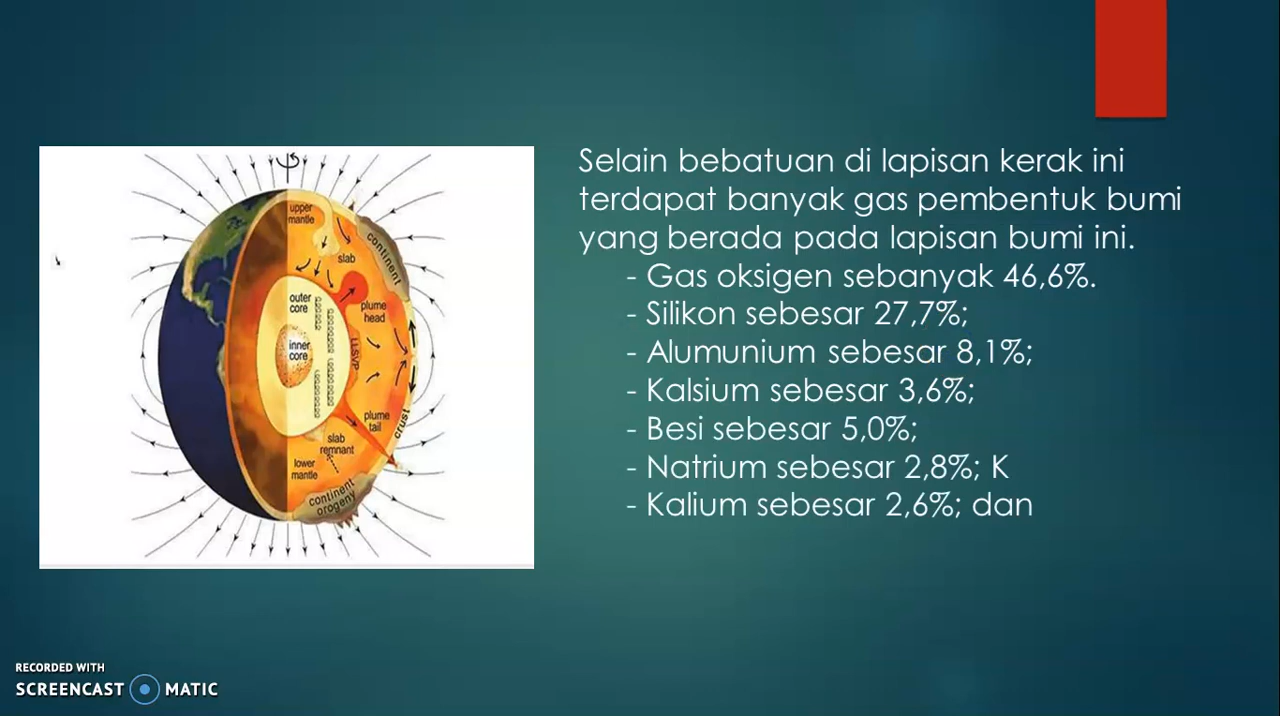 Selain bebatuan di lapisan kerak ini
terdapat banyak gas pembentuk bumi
yang berada pada lapisan bumi ini.
- Gas oksigen sebanyak 46,6%.
- Silikon sebesar 27,7%;
- Alumunium sebesar 8,1%;
- Kalsium sebesar 3,6%;
- Besi sebesar 5,0%;
- Natrium sebesar 2,8%; K
- Kalium sebesar 2,6%; dan
upper
mantle
continent
slab
outer
core
plume
head
inner
core
LLSVP
plume
tail
crust
slab
remnant
lower
mantle
continent
orogeny
RECORDED WITH
SCREENCAST MATIC